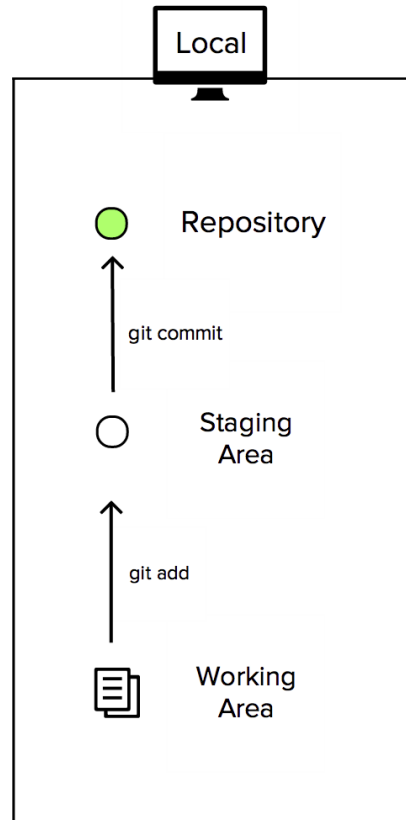 Local
Repository
git commit
Staging
Area
git add
Working
Area